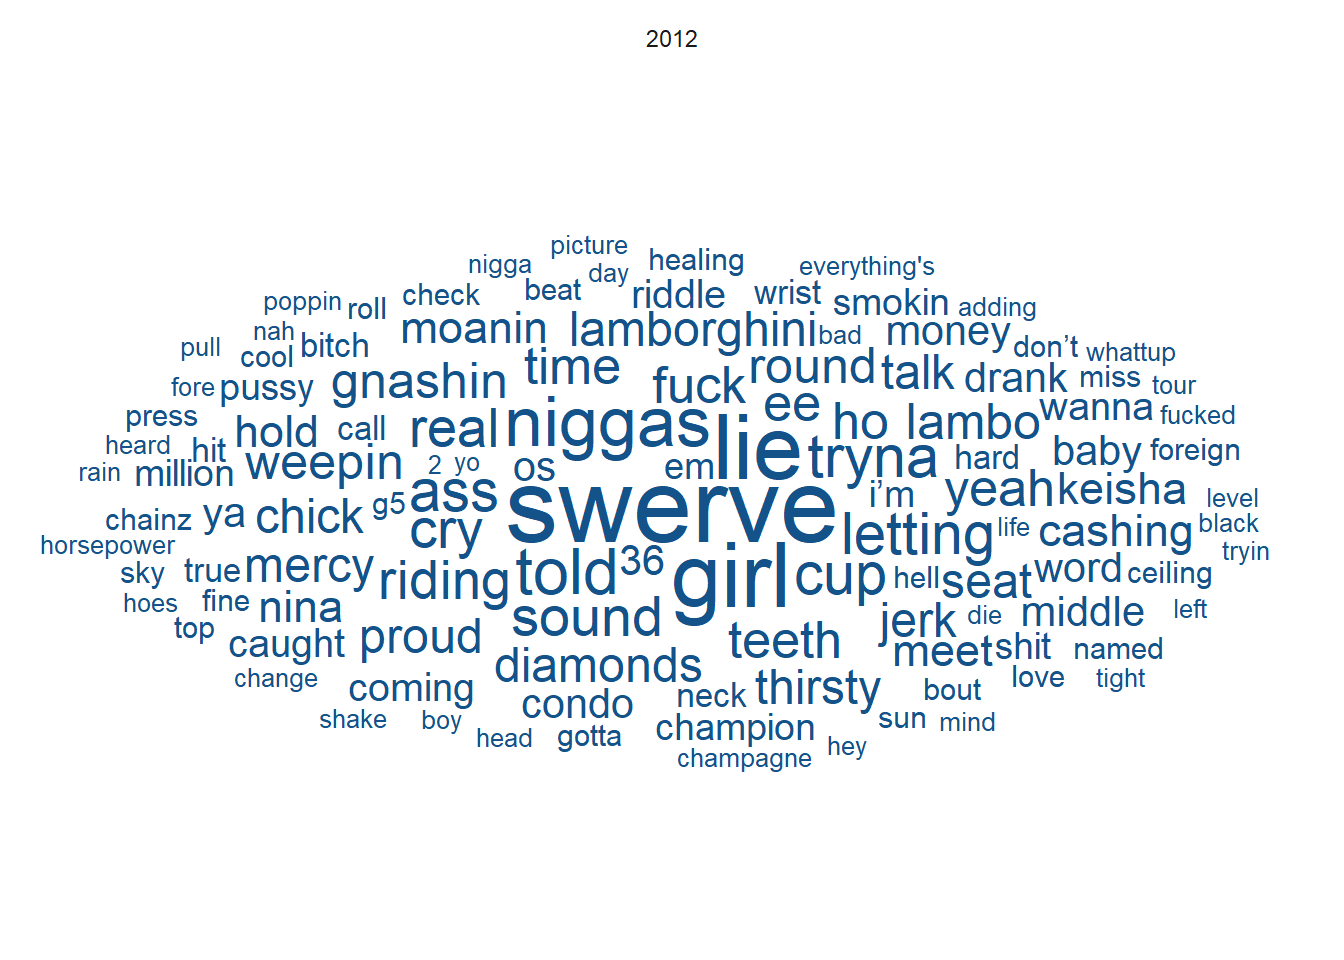 2012
picture
nigga
day
healing
everything's
poppin
roll
check
beat
riddle
wrist
smokin
adding
nah
pull
cool
bitch
moanin
lamborghini
bad
money
don’t
whattup
fore
pussy
gnashin
time
fuck
round
talk
drank
miss
tour
press
hold
call
real
niggas
lie
ee
ho
lambo
wanna
fucked
heard
hit
rain
million
weepin
2
yo
os
em
tryna
hard
baby
foreign
chainz
ya
chick
g5
ass
swerve
i’m
yeah
keisha
level
horsepower
cry
letting
life
cashing
black
tryin
sky
true
mercy
riding
told
36
girl
cup
hell
seat
word
ceiling
hoes
fine
nina
sound
jerk
die
middle
left
top
caught
proud
diamonds
teeth
meet
shit
named
change
coming
condo
neck
thirsty
bout
love
tight
shake
boy
head
gotta
champion
sun
mind
champagne
hey